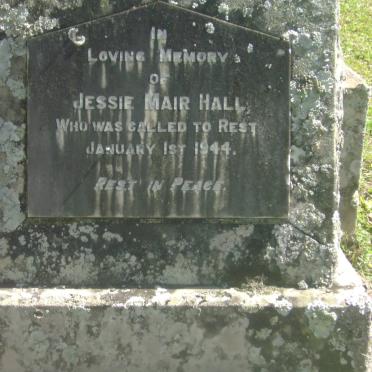 IN
LOVING MEMORY
OF
JESSIE MAIR HALL
WHO WAS CALLED TO REST
JANUARY 1ST 1944.
REST IN PEACE.